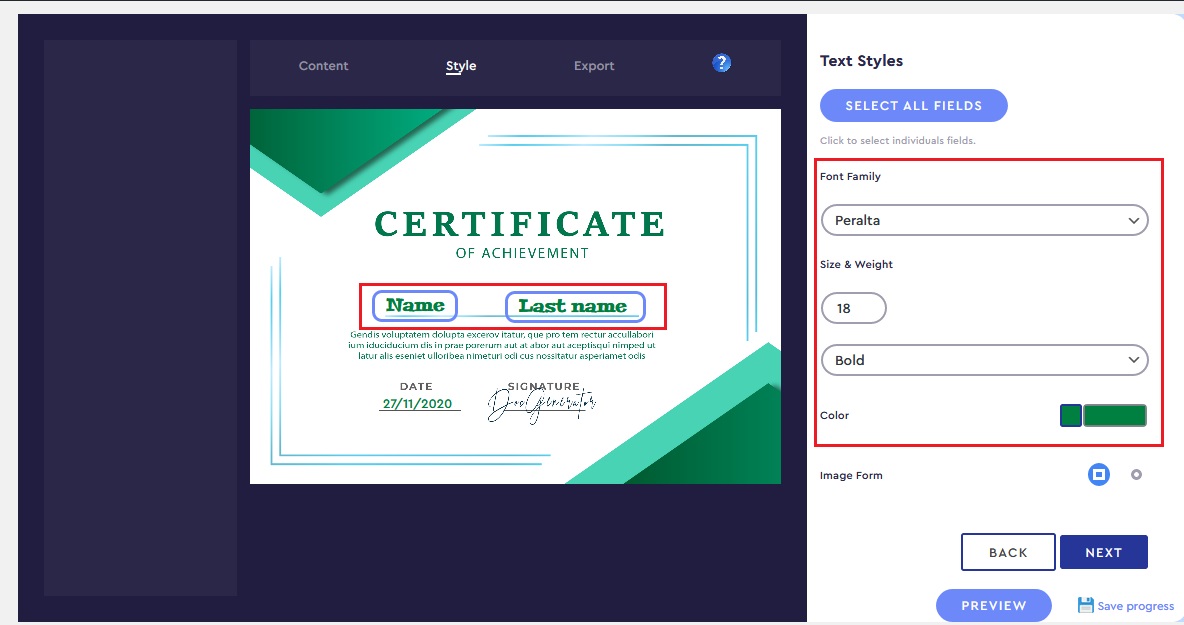 Content Style Export ?
CERTIFICATE
OF ACHIEVEMENT
Name Last name
Gendis voluptatem dolupta excerov itatur, que pro tem rectur accullabori
ium iduciducium dis in prae porerum aut at abor aut aceptisqui nimped ut
latur alis eseniet ulloribea nimeturi odi cus nossitatur asperiamet odis
DATE SIGNATURE
27/11/2020 DocGenerator
Text Styles
SELECT ALL FIELDS
Click to select individuals fields.
Font Family
Peralta
Size & Weight
18
Bold
Color
Image Form
BACK NEXT
PREVIEW Save progress